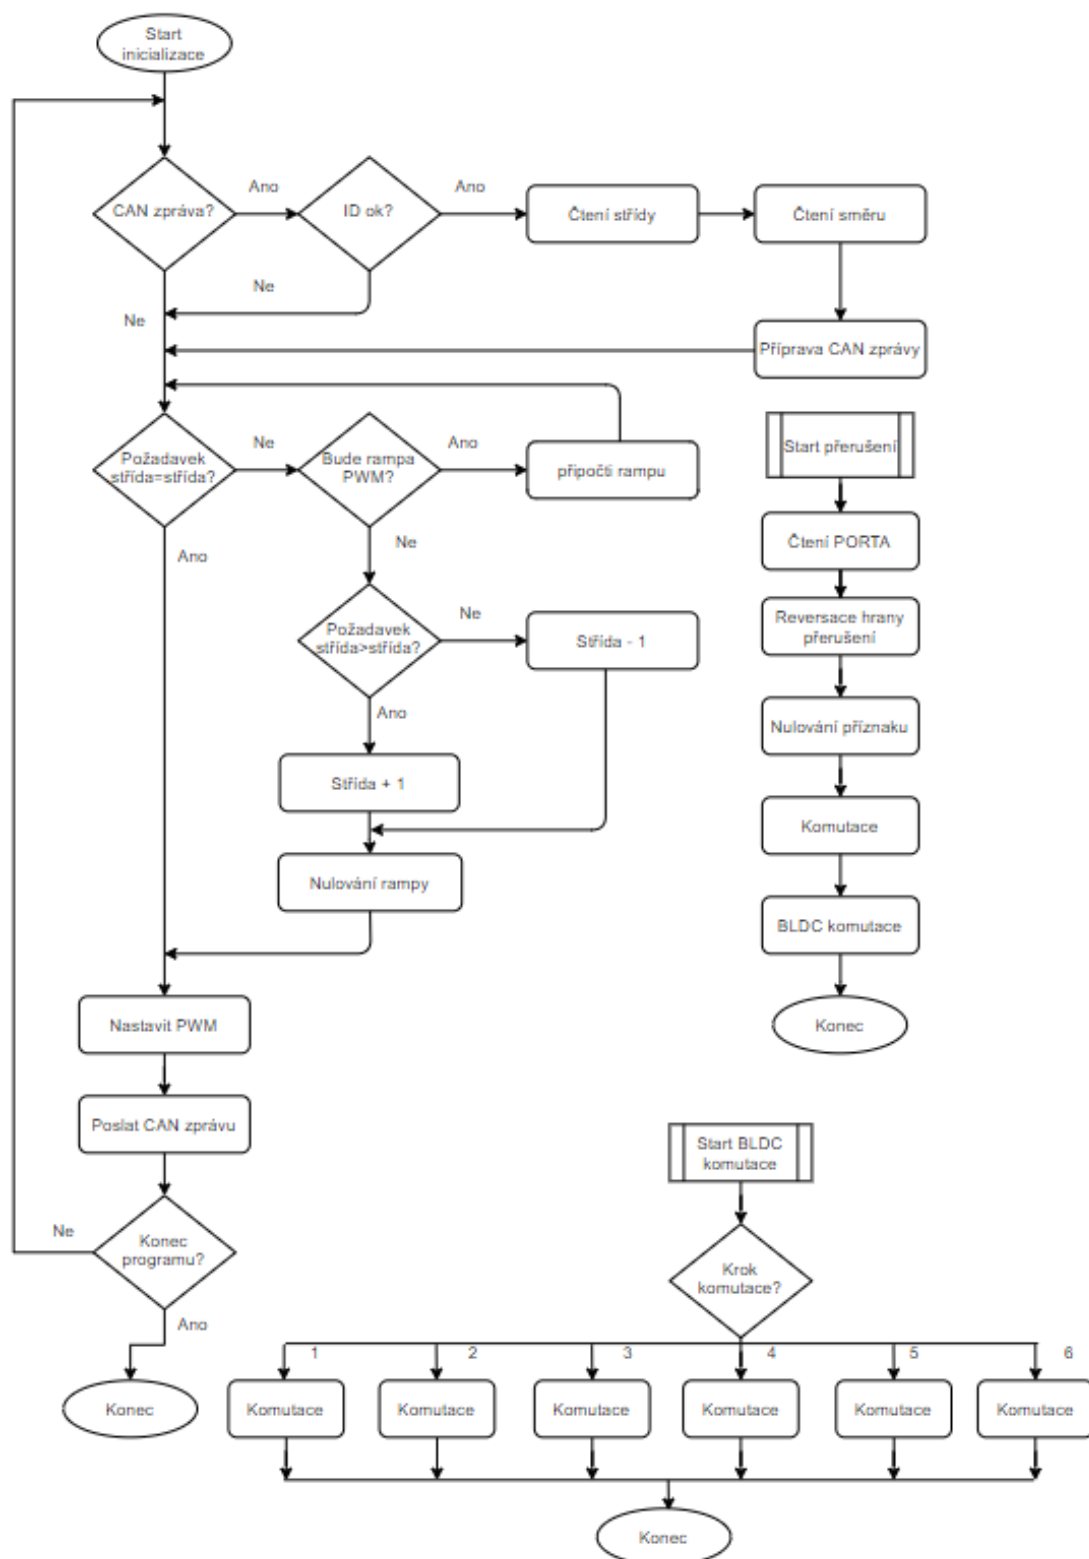 Start
inicializace
CAN zpráva?
Ano
ID ok?
Ano
Čtení střídy
Čtení směru
Ne
Ne
Příprava CAN zprávy
Požadavek
střída=střída?
Ne
Bude rampa
PWM?
Ano
připočti rampu
Ano
Ne
Požadavek
střída>střída?
Ne
Střída - 1
Ano
Střída + 1
Nulování rampy
Nastavit PWM
Poslat CAN zprávu
Konec
programu?
Ne
Ano
Konec
Start přerušení
Čtení PORTA
Reversace hrany
přerušení
Nulování příznaku
Komutace
BLDC komutace
Konec
Start BLDC
komutace
Krok
komutace?
1
2
3
4
5
6
Komutace
Komutace
Komutace
Komutace
Komutace
Komutace
Konec